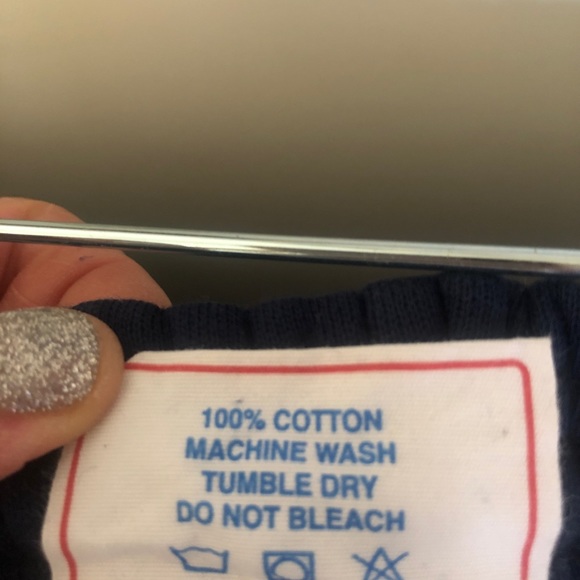 100% COTTON
MACHINE WASH
TUMBLE DRY
DO NOT BLEACH